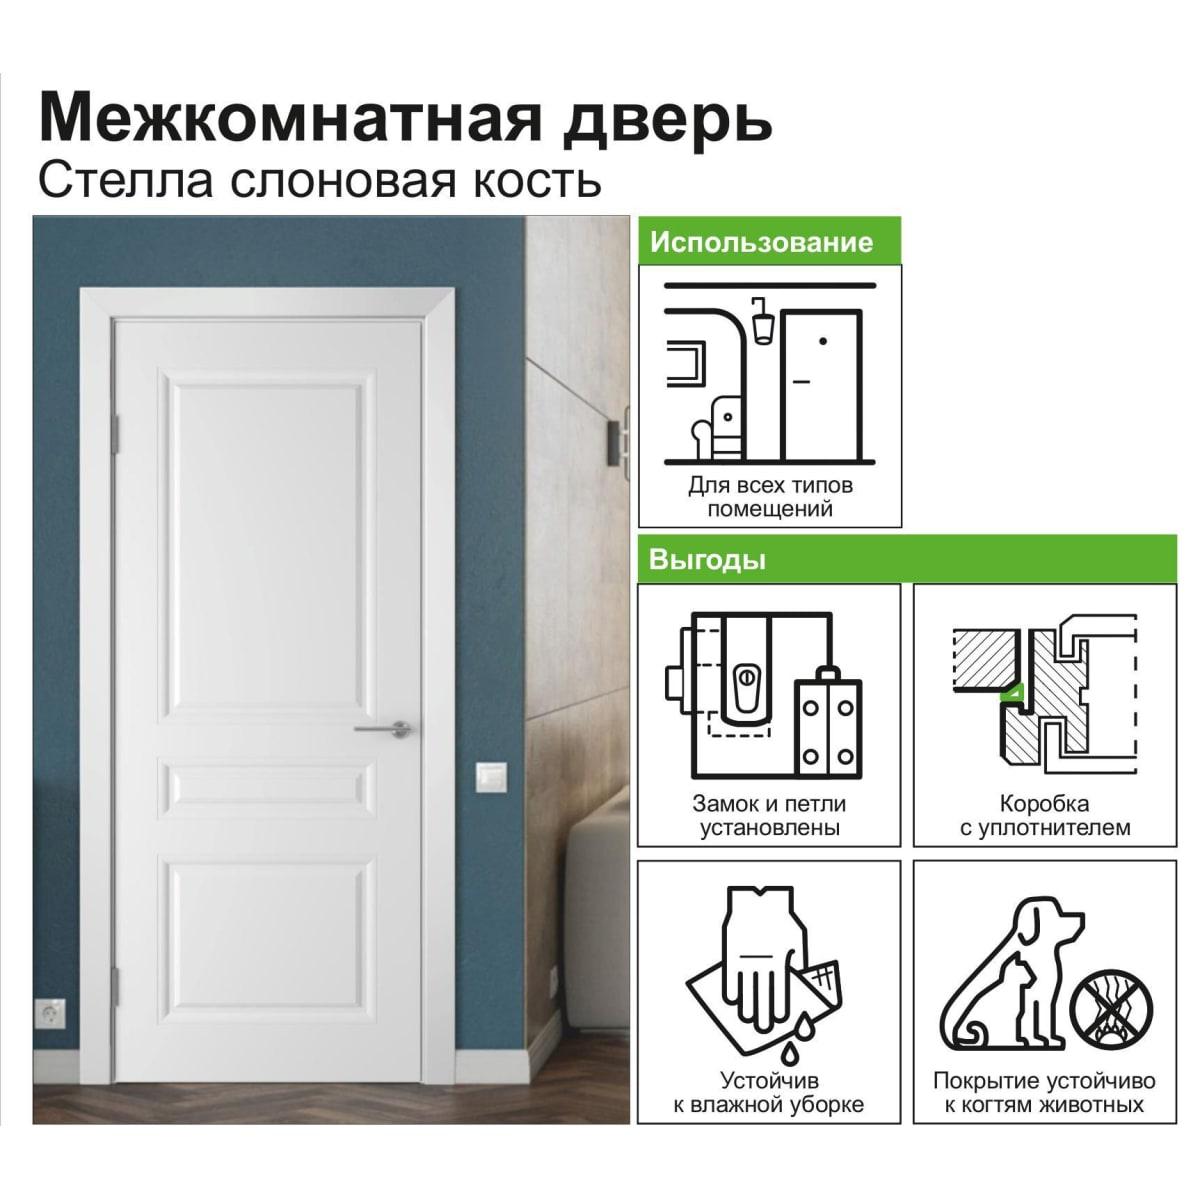 Межкомнатная дверь
Стелла слоновая кость
Использование
Для всех типов
помещений
Выгоды
Замок и петли
установлены
Коробка
с уплотнителем
Устойчив
к влажной уборке
Покрытие устойчиво
к когтям животных